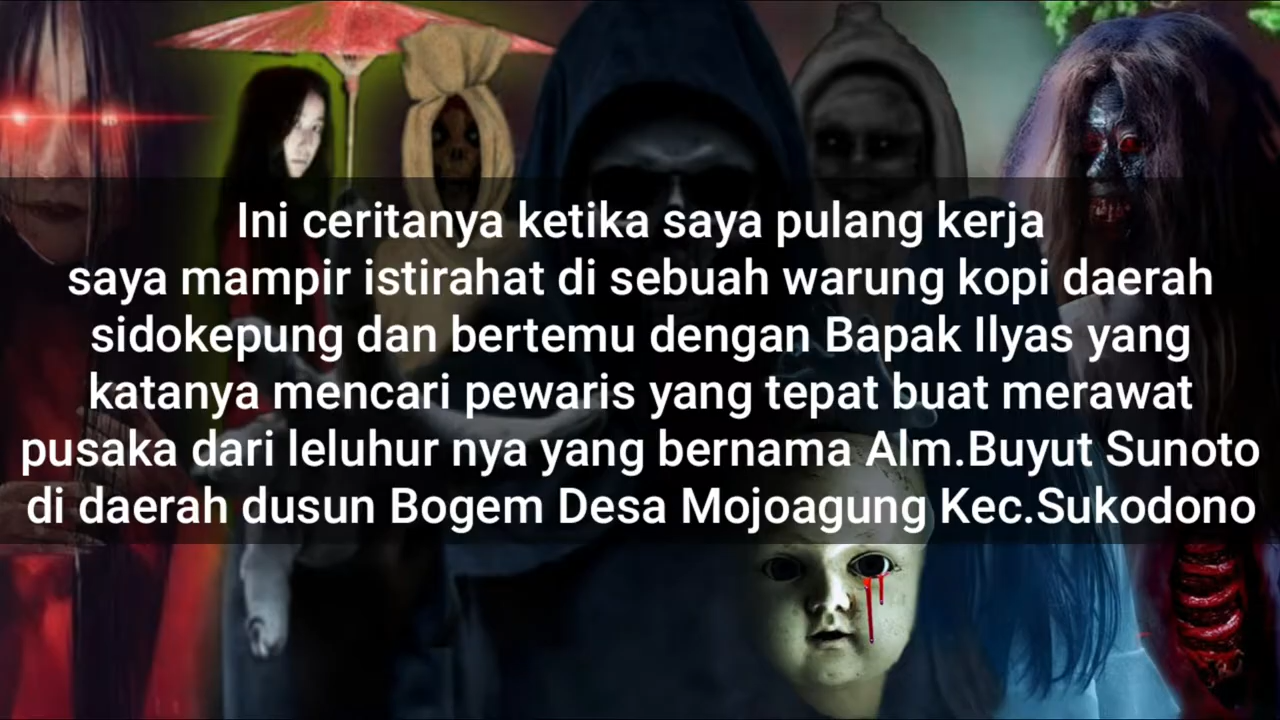 Ini ceritanya ketika saya pulang kerja
saya mampir istirahat di sebuah warung kopi daerah
sidokepung dan bertemu dengan Bapak Ilyas yang
katanya mencari pewaris yang tepat buat merawat
pusaka dari leluhur nya yang bernama Alm.Buyut Sunoto
di daerah dusun Bogem Desa Mojoagung Kec.Sukodono